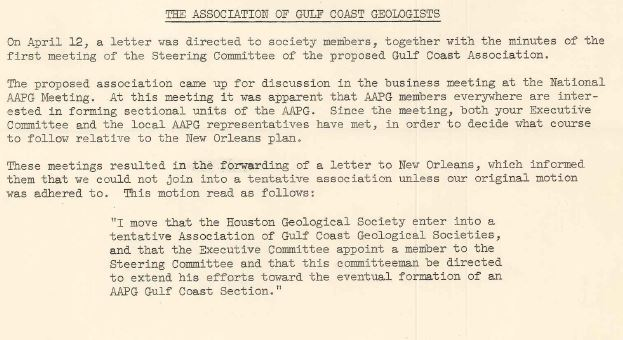 THE ASSOCIATION OF GULF COAST GEOLOGISTS
On April 12, a letter was directed to society members, together with the minutes of the
first meeting of the Steering Committee of the proposed Gulf Coast Association.
The proposed association came up for discussion in the business meeting at the National
AAPG Meeting. At this meeting it was apparent that AAPG members everywhere are inter-
ested in forming sectional units of the AAPG. Since the meeting, both your Executive
Committee and the local AAPG representatives have met, in order to decide what course
to follow relative to the New Orleans plan.
These meetings resulted in the forwarding of a letter to New Orleans, which informed
them that we could not join into a tentative association unless our original motion
was adhered to. This motion read as follows:
"I move that the Houston Geological Society enter into a
tentative Association of Gulf Coast Geological Societies,
and that the Executive Committee appoint a member to the
Steering Committee and that this committeeman be directed
to extend his efforts toward the eventual formation of an
AAPG Gulf Coast Section."